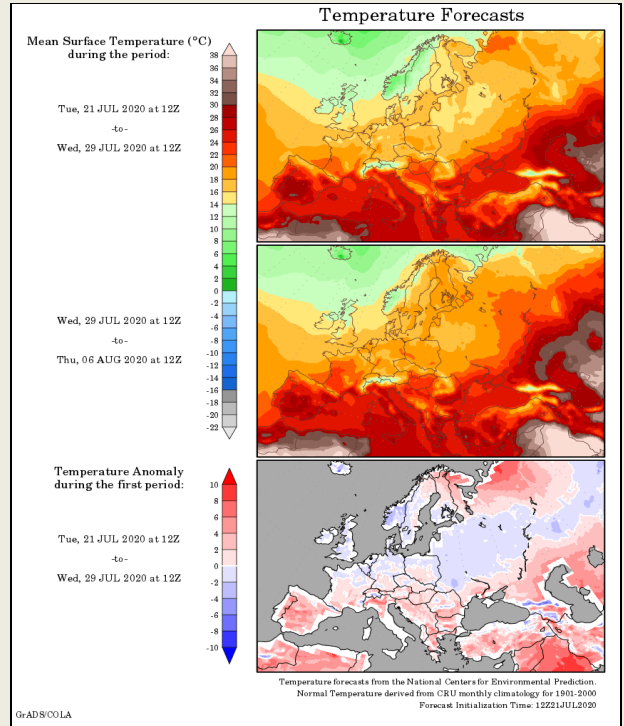 Temperature Forecasts
Mean Surface Temperature (°C)
during the period:
Tue, 21 JUL 2020 at 12Z
-to-
Wed, 29 JUL 2020 at 12Z
38
36
34
32
31
30
28
26
24
22
20
18
16
14
12
10
8
6
4
2
0
-2
-4
-6
-8
-10
-12
-14
-16
-18
-20
-22
Wed, 29 JUL 2020 at 12Z
-to-
Thu, 06 AUG 2020 at 12Z
Temperature Anomaly
during the first period:
Tue, 21 JUL 2020 at 12Z
-to-
Wed, 29 JUL 2020 at 12Z
10
8
6
4
2
0
-2
-4
-6
-8
-10
Temperature forecasts from the National Centers for Environmental Prediction.
Normal Temperature derived from CRU monthly climatology for 1901-2000
Forecast Initialization Time: 12Z21JUL2020
GrADS/COLA